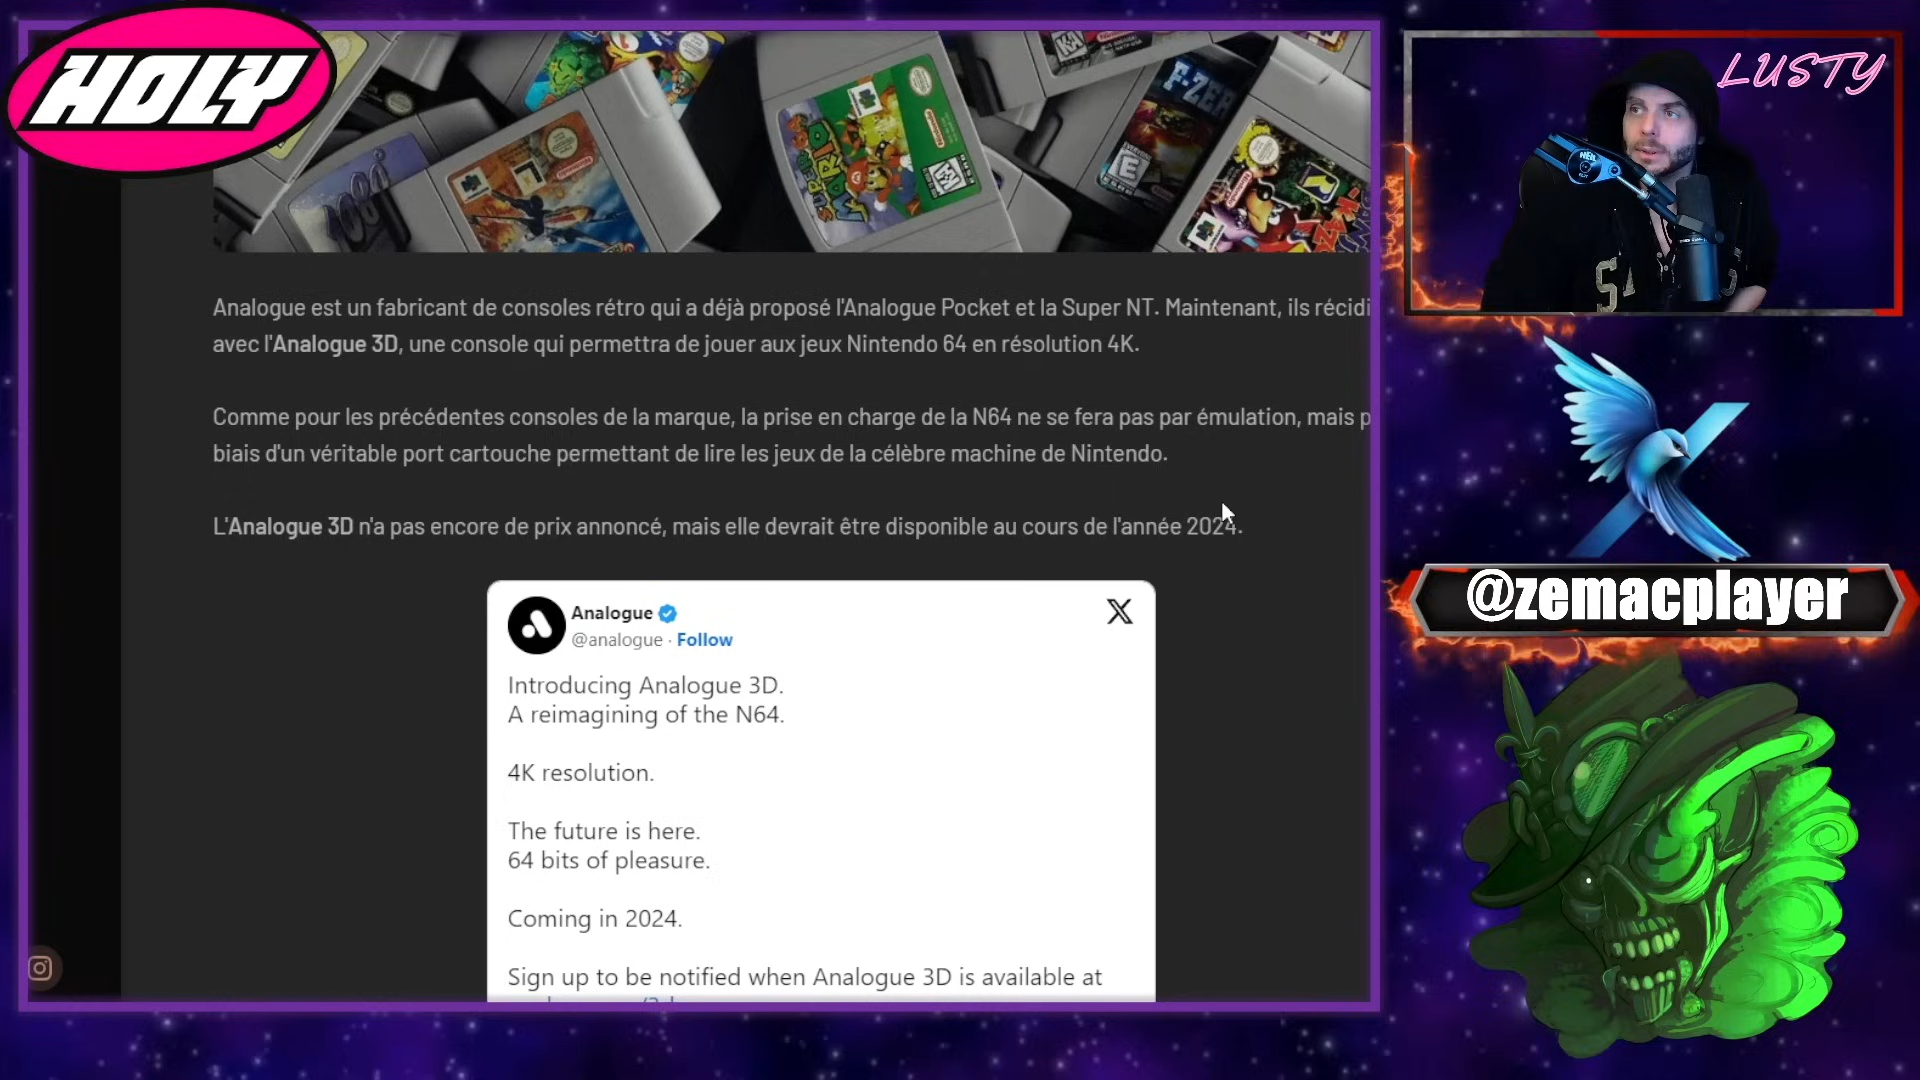 HOLY
LUSTY
1080°
SUPER MARIO
F-ZER
Analogue est un fabricant de consoles rétro qui a déjà proposé l'Analogue Pocket et la Super NT. Maintenant, ils récidi
avec l'Analogue 3D, une console qui permettra de jouer aux jeux Nintendo 64 en résolution 4K.
Comme pour les précédentes consoles de la marque, la prise en charge de la N64 ne se fera pas par émulation, mais p
biais d'un véritable port cartouche permettant de lire les jeux de la célèbre machine de Nintendo.
L'Analogue 3D n'a pas encore de prix annoncé, mais elle devrait être disponible au cours de l'année 2024.
Analogue
@analogue · Follow
Introducing Analogue 3D.
A reimagining of the N64.
4K resolution.
The future is here.
64 bits of pleasure.
Coming in 2024.
Sign up to be notified when Analogue 3D is available at
@zemacplayer